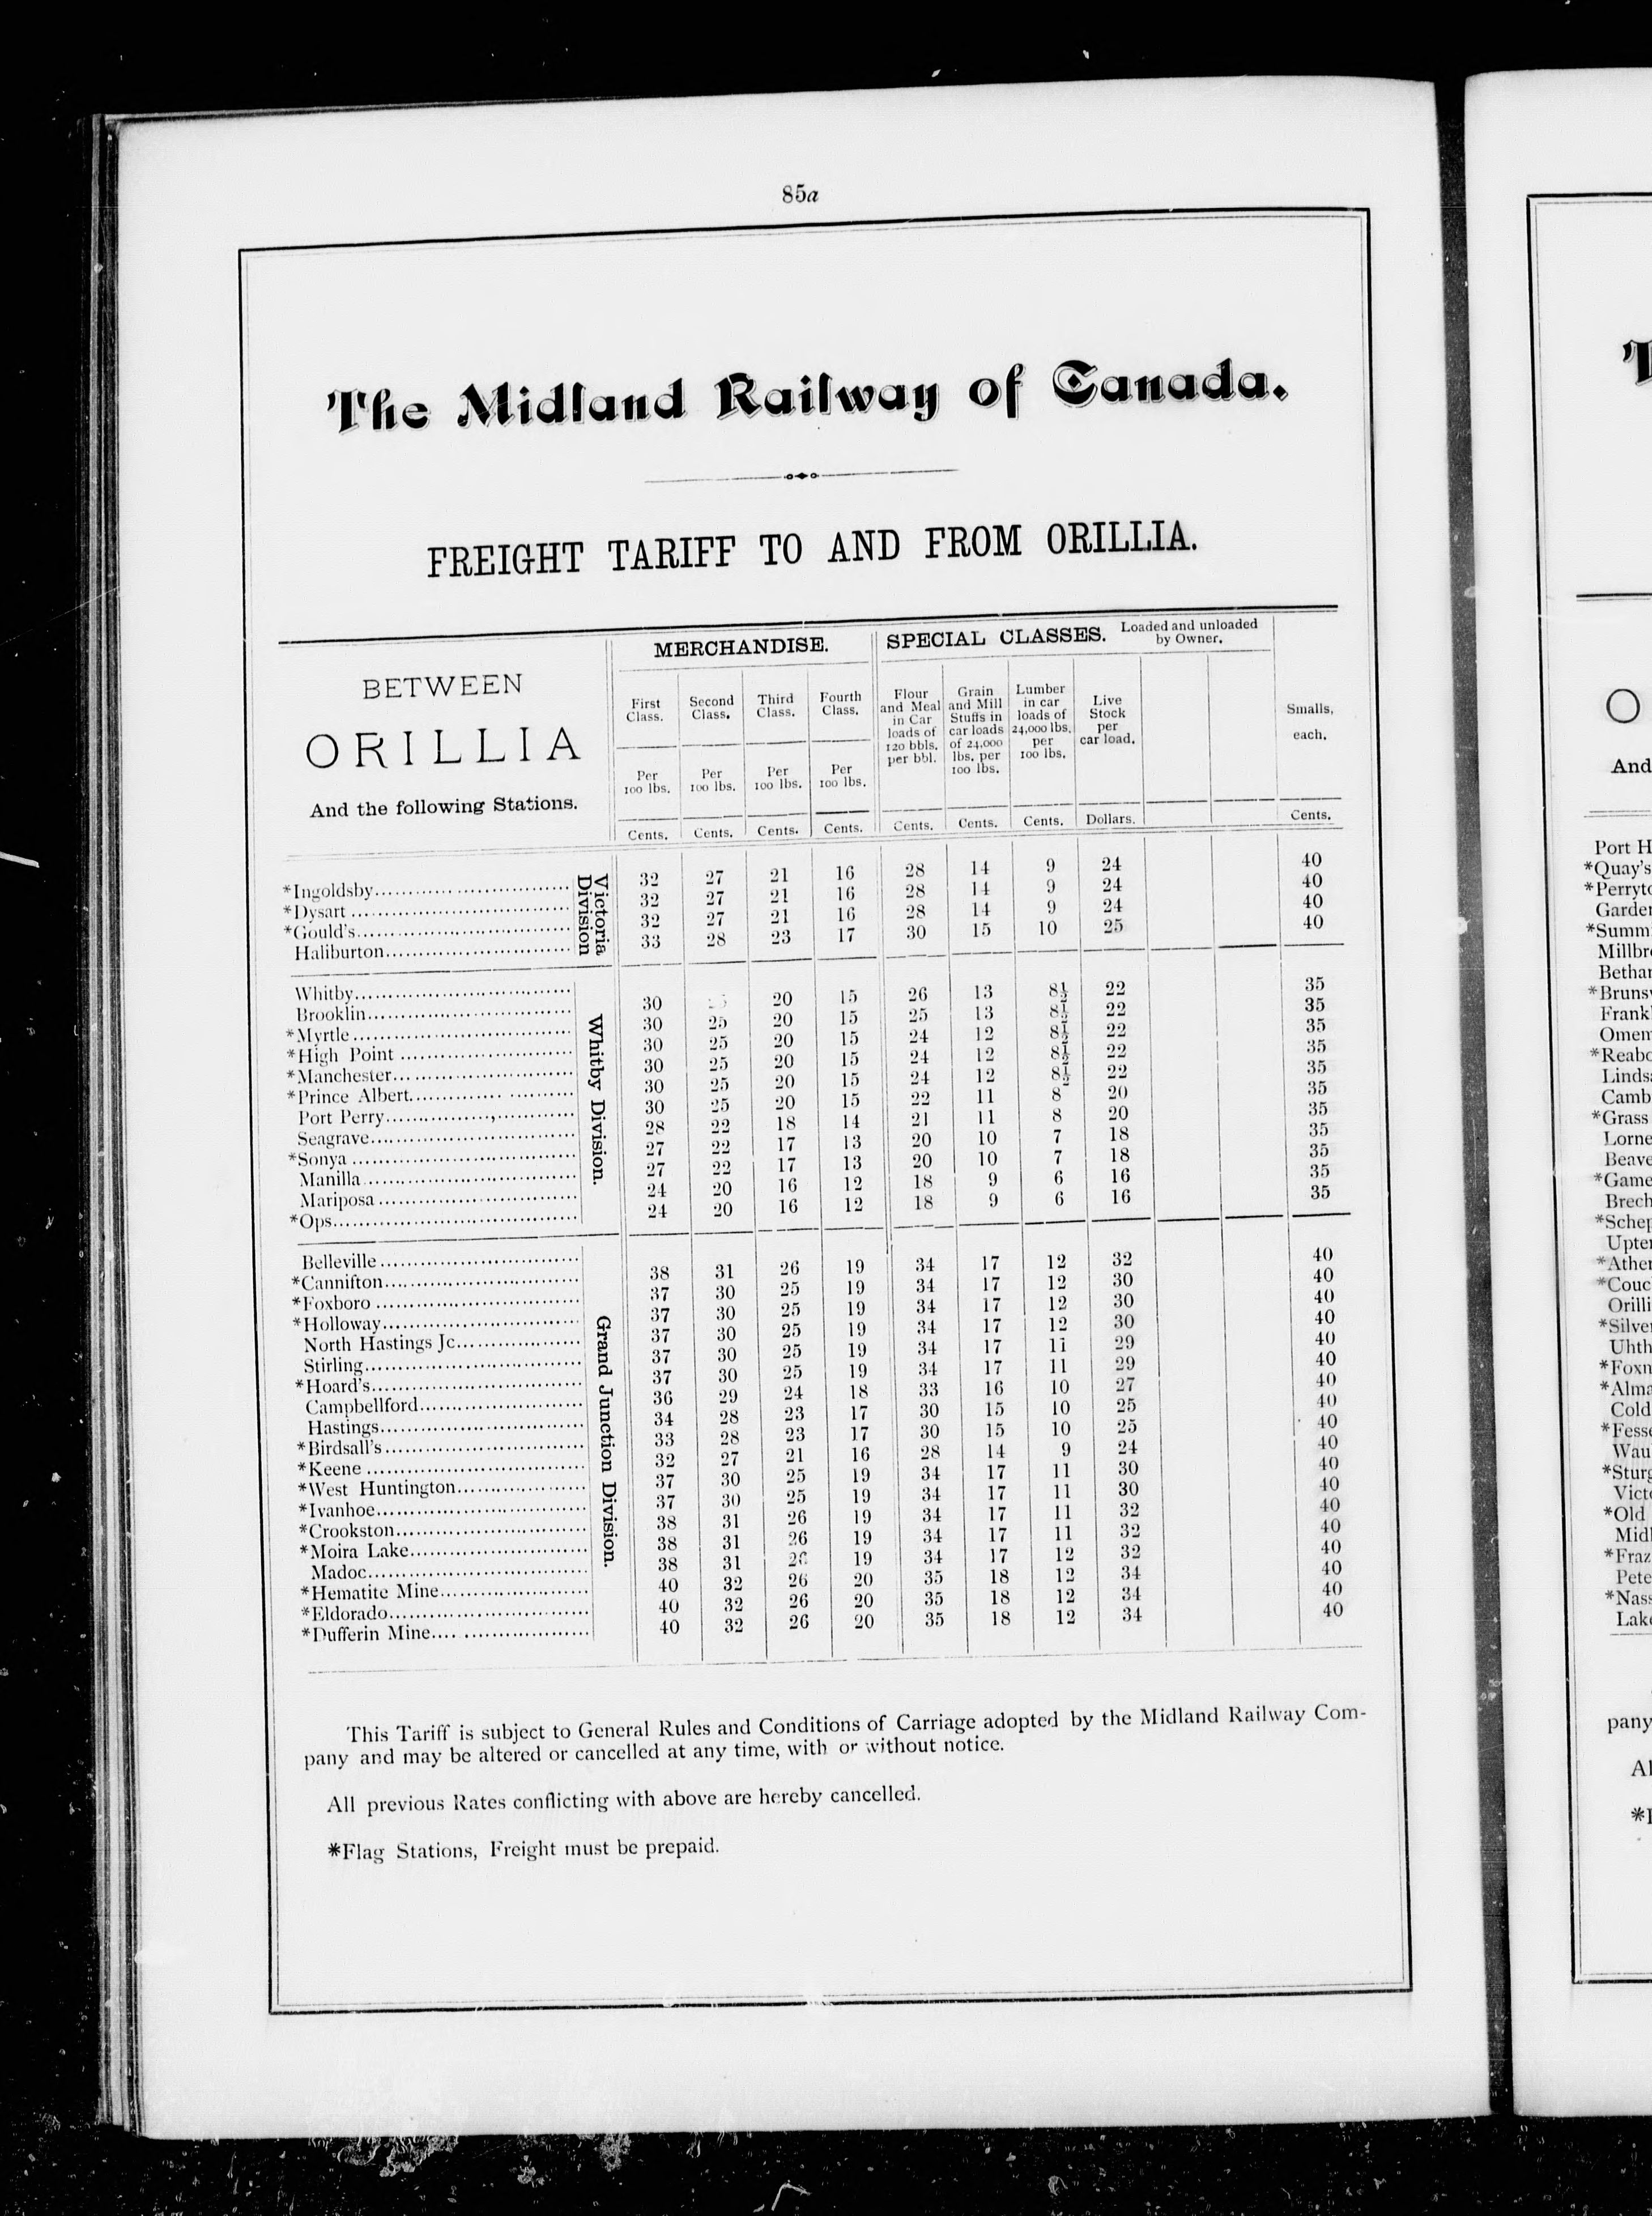 85a
The Midland Railway of Canada.
FREIGHT TARIFF TO AND FROM ORILLIA.
BETWEEN
ORILLIA
And the following Stations.
MERCHANDISE.
SPECIAL CLASSES. Loaded and unloaded by Owner.
First Class. Per 100 lbs. Cents.
Second Class. Per 100 lbs. Cents.
Third Class. Per 100 lbs. Cents.
Fourth Class. Per 100 lbs. Cents.
Flour and Meal in Car loads of 120 bbls. per bbl. Cents.
Grain and Mill Stuffs in car loads of 24,000 lbs. per 100 lbs. Cents.
Lumber in car loads of 24,000 lbs. per 100 lbs. Cents.
Live Stock per car load. Dollars.
Smalls, each. Cents.
Victoria Division
*Ingoldsby 32 27 21 16 28 14 9 24 40
*Dysart 32 27 21 16 28 14 9 24 40
*Gould's 32 27 21 16 28 14 9 24 40
Haliburton 33 28 23 17 30 15 10 25 40
Whitby Division.
Whitby
Brooklin 30 20 15 26 13 8½ 22 35
*Myrtle 30 25 20 15 25 13 8½ 22 35
*High Point 30 25 20 15 24 12 8½ 22 35
*Manchester 30 25 20 15 24 12 8½ 22 35
*Prince Albert 30 25 20 15 24 12 8½ 22 35
Port Perry 30 25 20 15 22 11 8 20 35
Seagrave 28 22 18 14 21 11 8 20 35
*Sonya 27 22 17 13 20 10 7 18 35
Manilla 27 22 17 13 20 10 7 18 35
Mariposa 24 20 16 12 18 9 6 16 35
*Ops 24 20 16 12 18 9 6 16 35
Grand Junction Division.
Belleville
*Cannifton 38 31 26 19 34 17 12 32 40
*Foxboro 37 30 25 19 34 17 12 30 40
*Holloway 37 30 25 19 34 17 12 30 40
North Hastings Jc 37 30 25 19 34 17 12 30 40
Stirling 37 30 25 19 34 17 11 29 40
*Hoard's 37 30 25 19 34 17 11 29 40
Campbellford 36 29 24 18 33 16 10 27 40
Hastings 34 28 23 17 30 15 10 25 40
*Birdsall's 33 28 23 17 30 15 10 25 40
*Keene 32 27 21 16 28 14 9 24 40
*West Huntington 37 30 25 19 34 17 11 30 40
*Ivanhoe 37 30 25 19 34 17 11 30 40
*Crookston 38 31 26 19 34 17 11 32 40
*Moira Lake 38 31 26 19 34 17 11 32 40
Madoc 38 31 26 19 34 17 12 32 40
*Hematite Mine 40 32 26 20 35 18 12 34 40
*Eldorado 40 32 26 20 35 18 12 34 40
*Dufferin Mine 40 32 26 20 35 18 12 34 40
This Tariff is subject to General Rules and Conditions of Carriage adopted by the Midland Railway Com-
pany and may be altered or cancelled at any time, with or without notice.
All previous Rates conflicting with above are hereby cancelled.
*Flag Stations, Freight must be prepaid.
And
Port
*Quay's
*Grass
*Old
pany